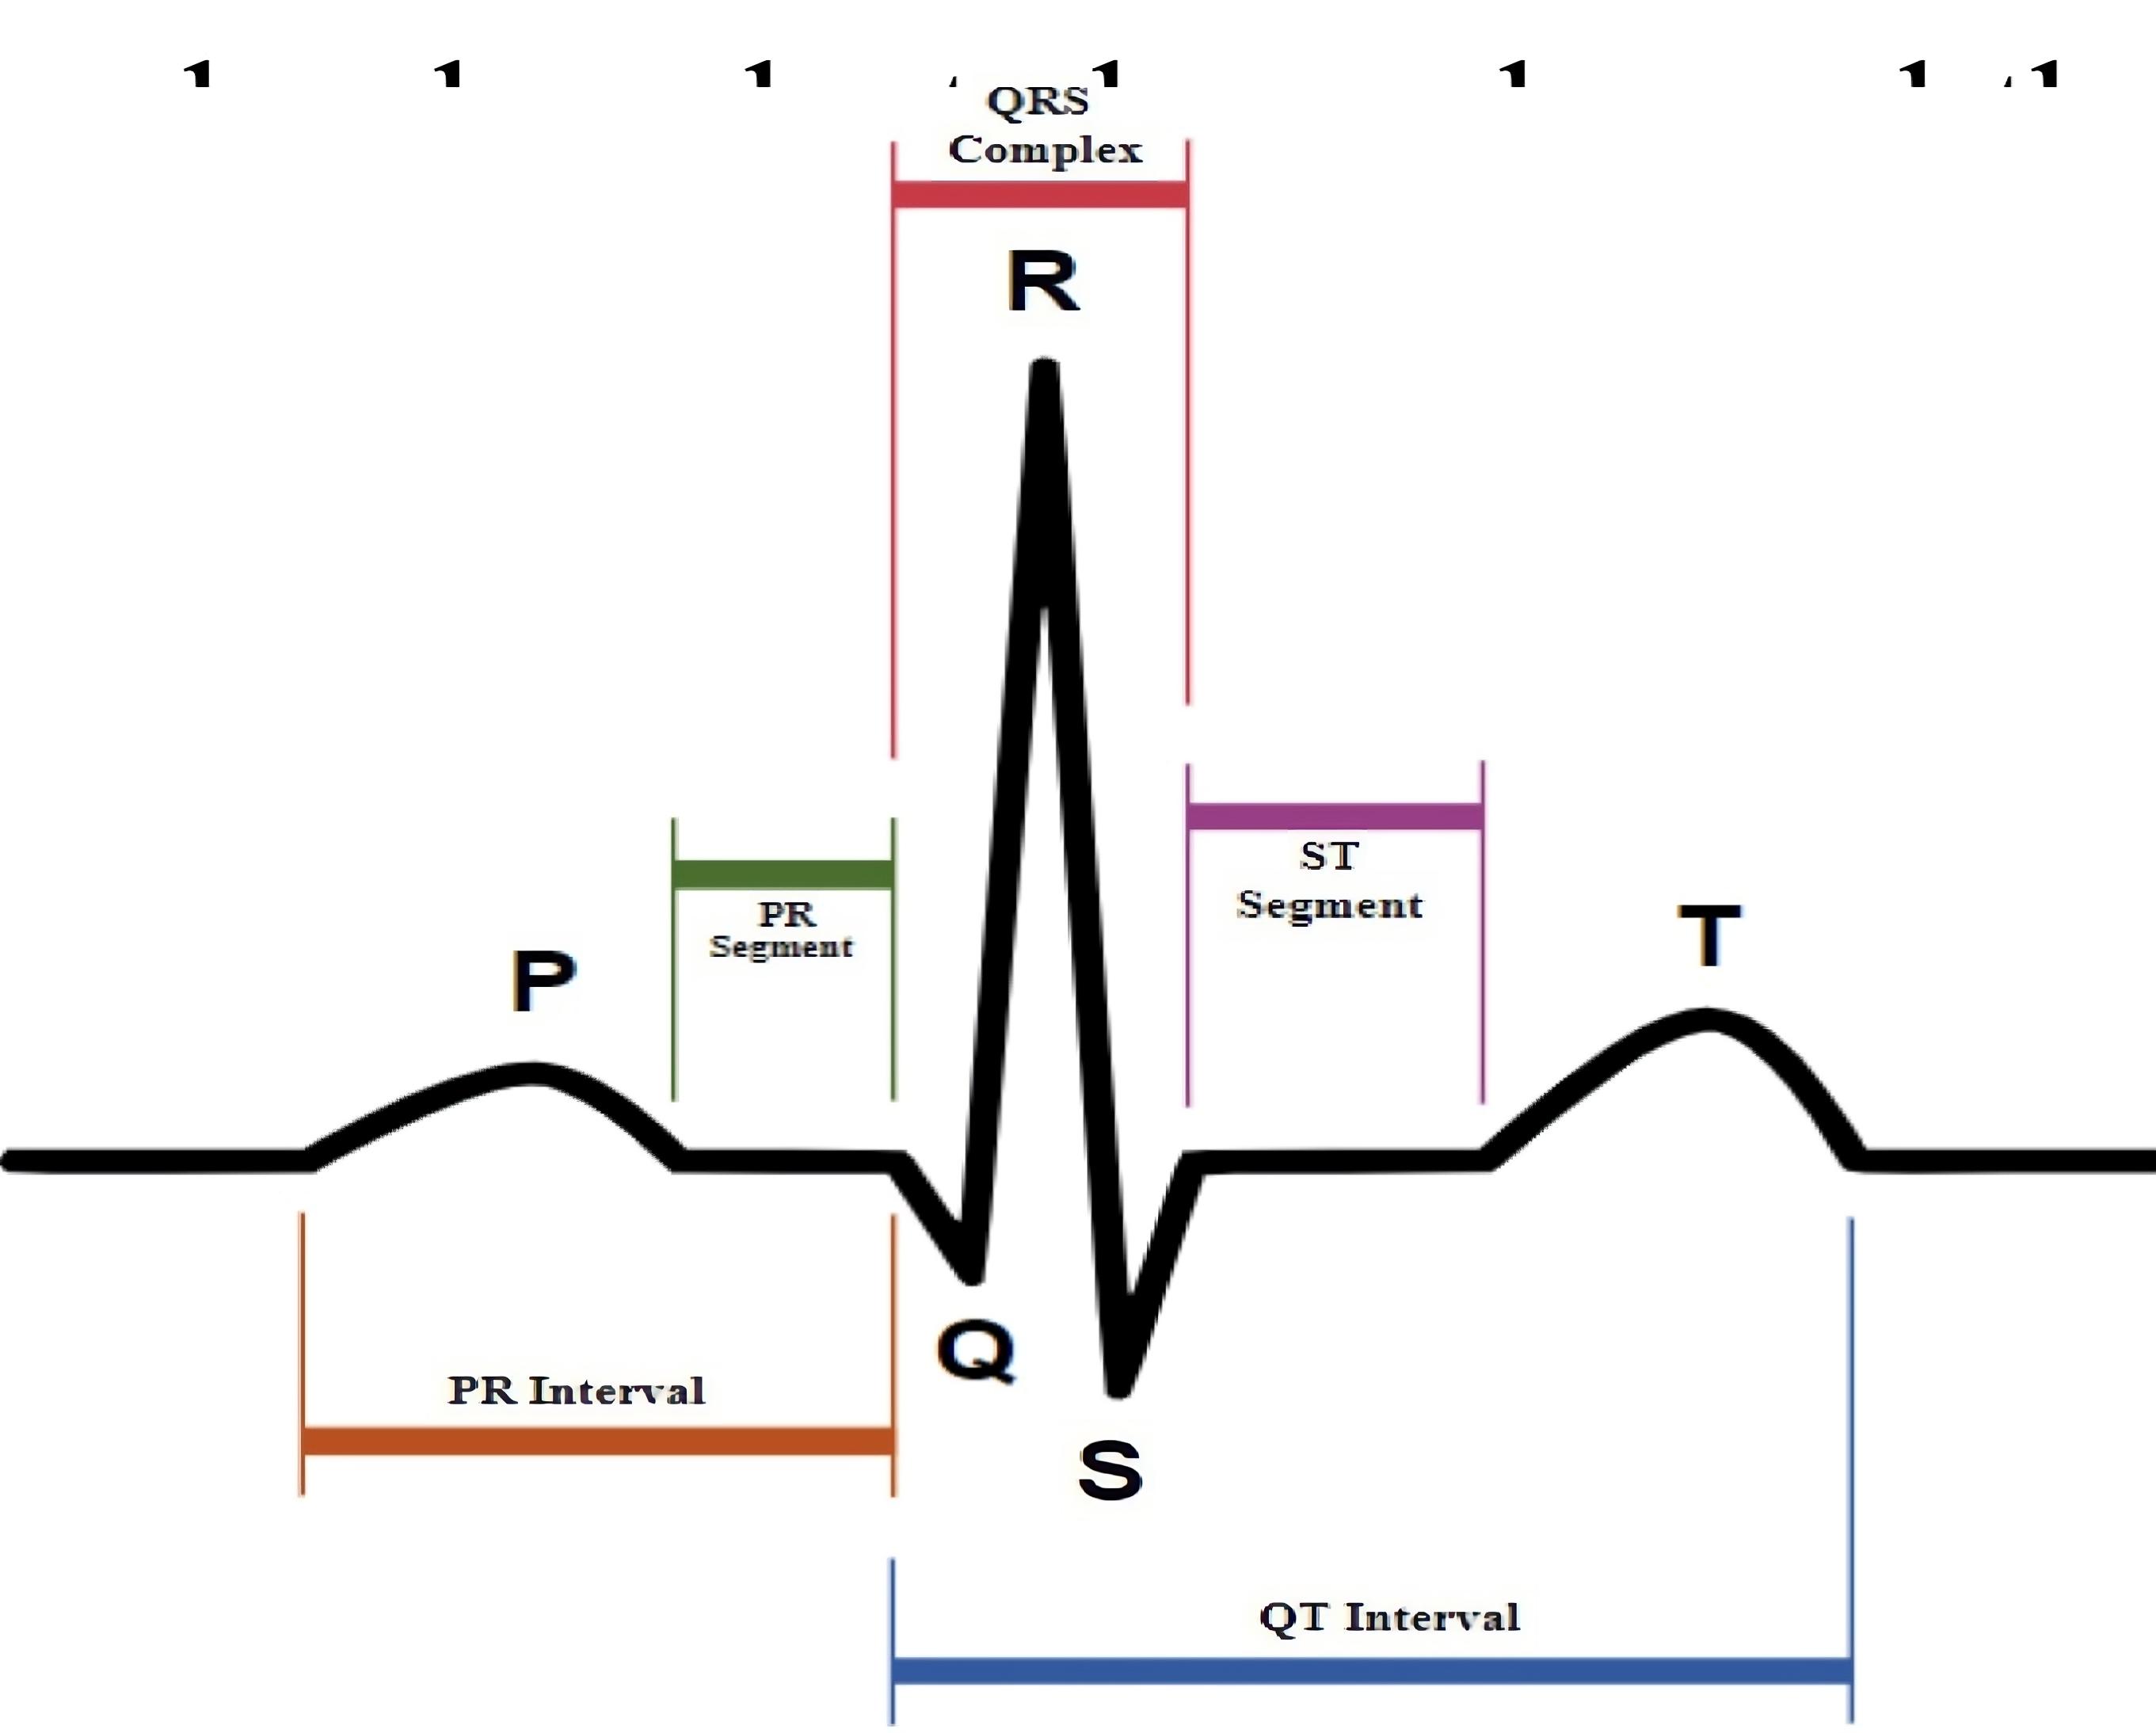 QRS
Complex
R
ST
Segment
PR
Segment
T
P
Q
PR Interval
S
QT Interval